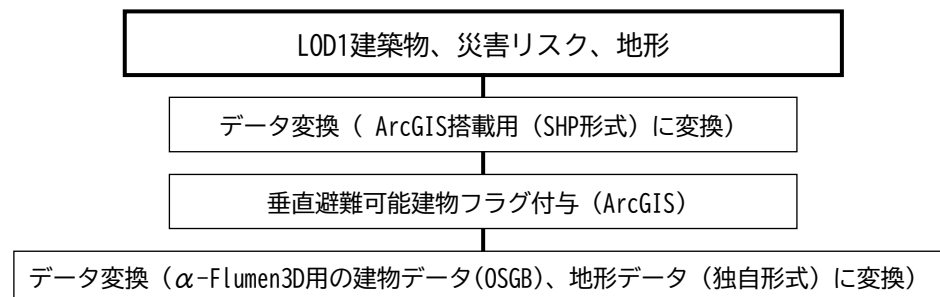 LOD1建築物、災害リスク、地形
データ変換（ ArcGIS搭載用（SHP形式）に変換）
垂直避難可能建物フラグ付与（ArcGIS）
データ変換（α-Flumen3D用の建物データ(OSGB)、地形データ（独自形式）に変換）